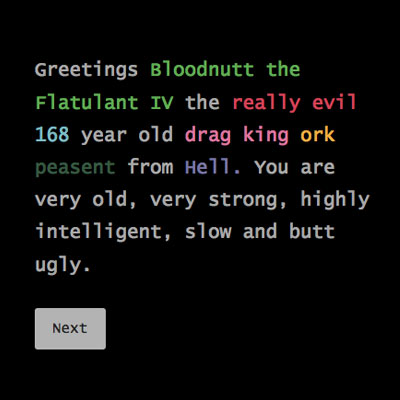 Greetings Bloodnutt the
Flatulant IV the really evil
168 year old drag king ork
peasent from Hell. You are
very old, very strong, highly
intelligent, slow and butt
ugly.
Next